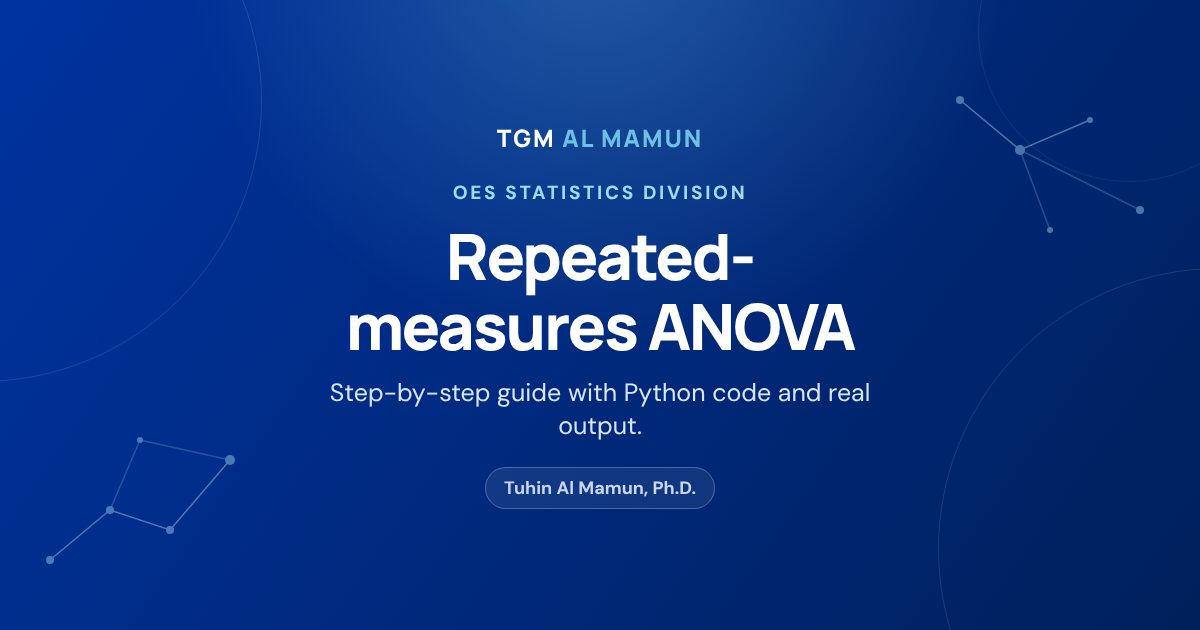 TGM AL MAMUN
OES STATISTICS DIVISION
Repeated-
measures ANOVA
Step-by-step guide with Python code and real
output.
Tuhin Al Mamun, Ph.D.